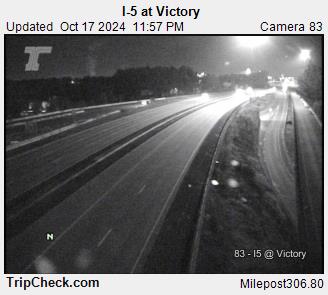 I-5 at Victory
Updated Oct 17 2024 11:57 PM Camera 83
T
N
83 - I5 @ Victory
TripCheck.com Milepost306.80